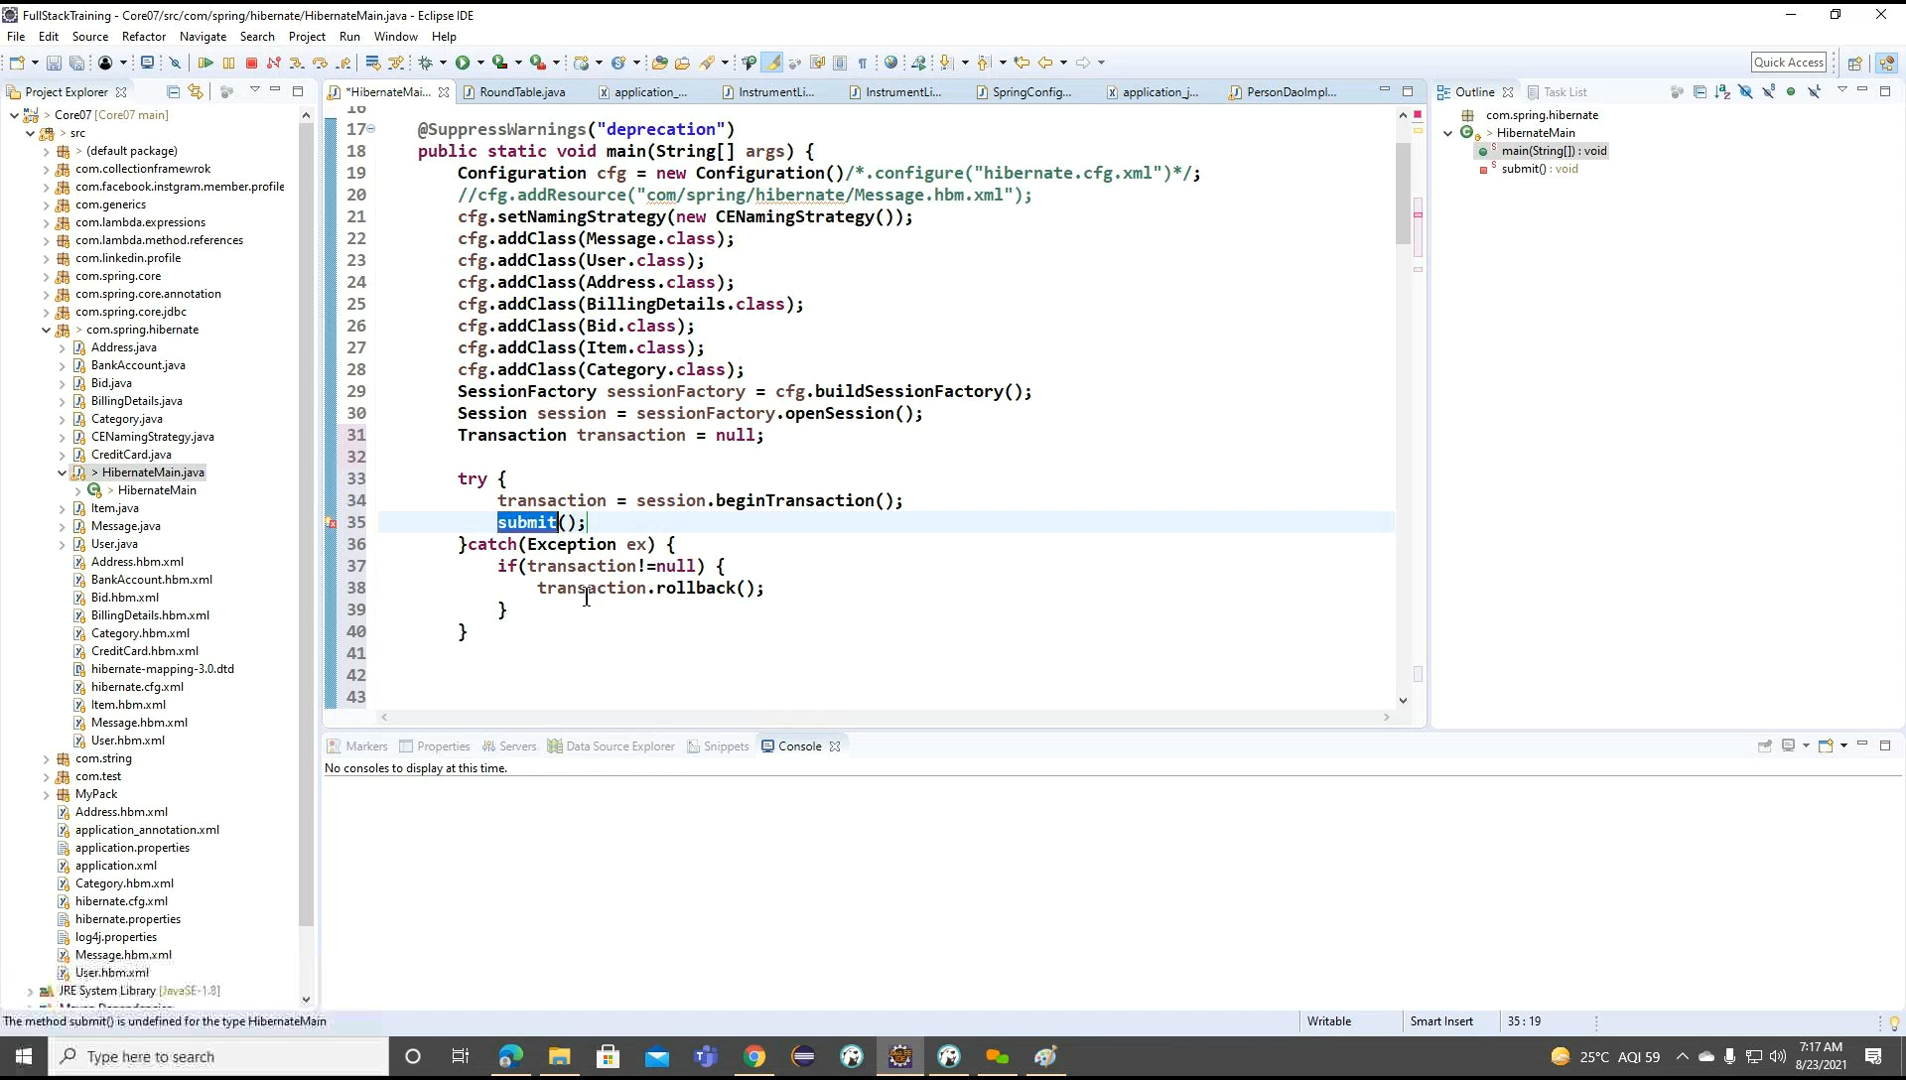 FullStackTraining - Core07/src/com/spring/hibernate/HibernateMain.java - Eclipse IDE
File Edit Source Refactor Navigate Search Project Run Window Help
Quick Access
Project Explorer
*HibernateMai... RoundTable.java application_... InstrumentLi... InstrumentLi... SpringConfig... application_j... PersonDaoImpl...
Outline Task List
> Core07 [Core07 main]
> src
> (default package)
com.collectionframewrok
com.facebook.instgram.member.profile
com.generics
com.lambda.expressions
com.lambda.method.references
com.linkedin.profile
com.spring.core
com.spring.core.annotation
com.spring.core.jdbc
> com.spring.hibernate
Address.java
BankAccount.java
Bid.java
BillingDetails.java
Category.java
CENamingStrategy.java
CreditCard.java
> HibernateMain.java
> HibernateMain
Item.java
Message.java
User.java
Address.hbm.xml
BankAccount.hbm.xml
Bid.hbm.xml
BillingDetails.hbm.xml
Category.hbm.xml
CreditCard.hbm.xml
hibernate-mapping-3.0.dtd
hibernate.cfg.xml
Item.hbm.xml
Message.hbm.xml
User.hbm.xml
com.string
com.test
MyPack
Address.hbm.xml
application_annotation.xml
application.properties
application.xml
Category.hbm.xml
hibernate.cfg.xml
hibernate.properties
log4j.properties
Message.hbm.xml
User.hbm.xml
JRE System Library [JavaSE-1.8]
16
17 @SuppressWarnings("deprecation")
18 public static void main(String[] args) {
19 Configuration cfg = new Configuration()/*.configure("hibernate.cfg.xml")*/;
20 //cfg.addResource("com/spring/hibernate/Message.hbm.xml");
21 cfg.setNamingStrategy(new CENamingStrategy());
22 cfg.addClass(Message.class);
23 cfg.addClass(User.class);
24 cfg.addClass(Address.class);
25 cfg.addClass(BillingDetails.class);
26 cfg.addClass(Bid.class);
27 cfg.addClass(Item.class);
28 cfg.addClass(Category.class);
29 SessionFactory sessionFactory = cfg.buildSessionFactory();
30 Session session = sessionFactory.openSession();
31 Transaction transaction = null;
32
33 try {
34 transaction = session.beginTransaction();
35 submit();
36 }catch(Exception ex) {
37 if(transaction!=null) {
38 transaction.rollback();
39 }
40 }
41
42
43
com.spring.hibernate
> HibernateMain
main(String[]) : void
submit() : void
Markers Properties Servers Data Source Explorer Snippets Console
No consoles to display at this time.
The method submit() is undefined for the type HibernateMain
Writable Smart Insert 35 : 19
Type here to search
25°C AQI 59
7:17 AM
8/23/2021